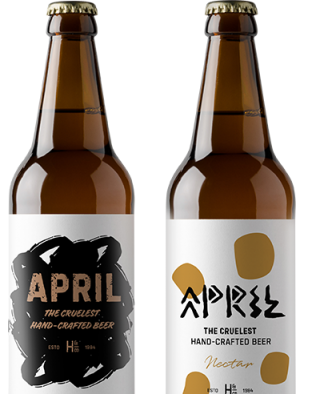 APRIL
THE CRUELEST
HAND-CRAFTED BEER
ESTD
1984
APRIL
THE CRUELEST
HAND-CRAFTED BEER
Nectar
ESTD
1984